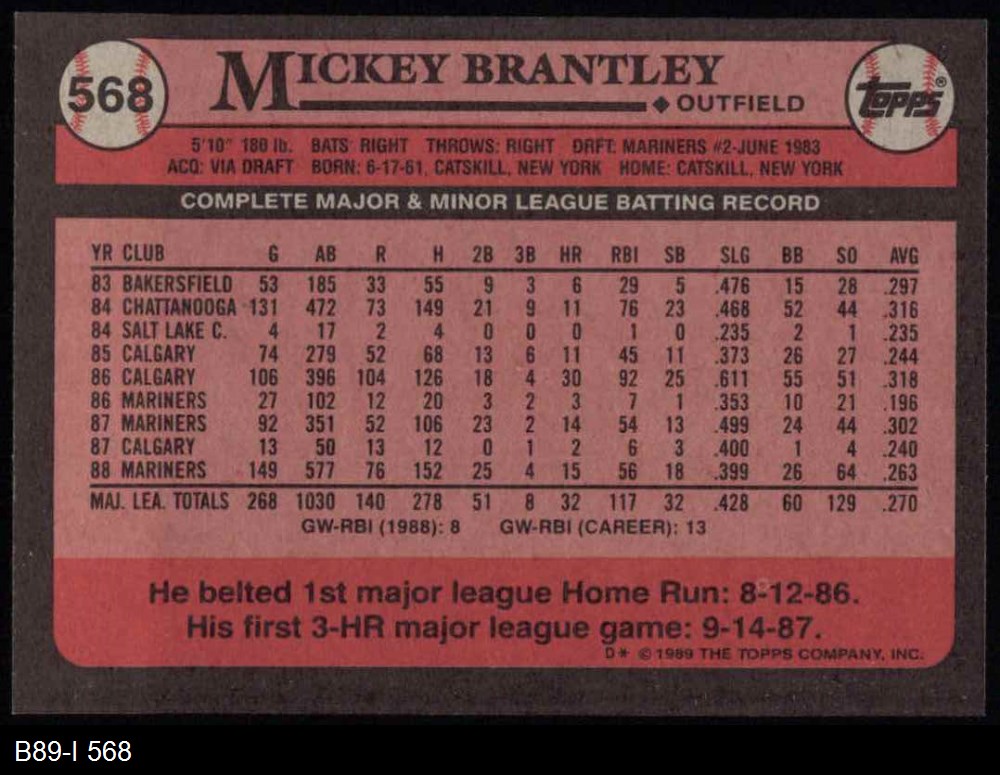 568
MICKEY BRANTLEY
OUTFIELD
TOPPS®
5'10" 180 lb. BATS: RIGHT THROWS: RIGHT DRFT: MARINERS #2-JUNE 1983
ACQ: VIA DRAFT BORN: 6-17-61, CATSKILL, NEW YORK HOME: CATSKILL, NEW YORK
COMPLETE MAJOR & MINOR LEAGUE BATTING RECORD
YR CLUB G AB R H 2B 3B HR RBI SB SLG BB SO AVG
83 BAKERSFIELD 53 185 33 55 9 3 6 29 5 .476 15 28 .297
84 CHATTANOOGA 131 472 73 149 21 9 11 76 23 .468 52 44 .316
84 SALT LAKE C. 4 17 2 4 0 0 0 1 0 .235 2 1 .235
85 CALGARY 74 279 52 68 13 6 11 45 11 .373 26 27 .244
86 CALGARY 106 396 104 126 18 4 30 92 25 .611 55 51 .318
86 MARINERS 27 102 12 20 3 2 3 7 1 .353 10 21 .196
87 MARINERS 92 351 52 106 23 2 14 54 13 .499 24 44 .302
87 CALGARY 13 50 13 12 0 1 2 6 3 .400 1 4 .240
88 MARINERS 149 577 76 152 25 4 15 56 18 .399 26 64 .263
MAJ. LEA. TOTALS 268 1030 140 278 51 8 32 117 32 .428 60 129 .270
GW-RBI (1988): 8 GW-RBI (CAREER): 13
He belted 1st major league Home Run: 8-12-86.
His first 3-HR major league game: 9-14-87.
D* © 1989 THE TOPPS COMPANY, INC.
B89-I 568